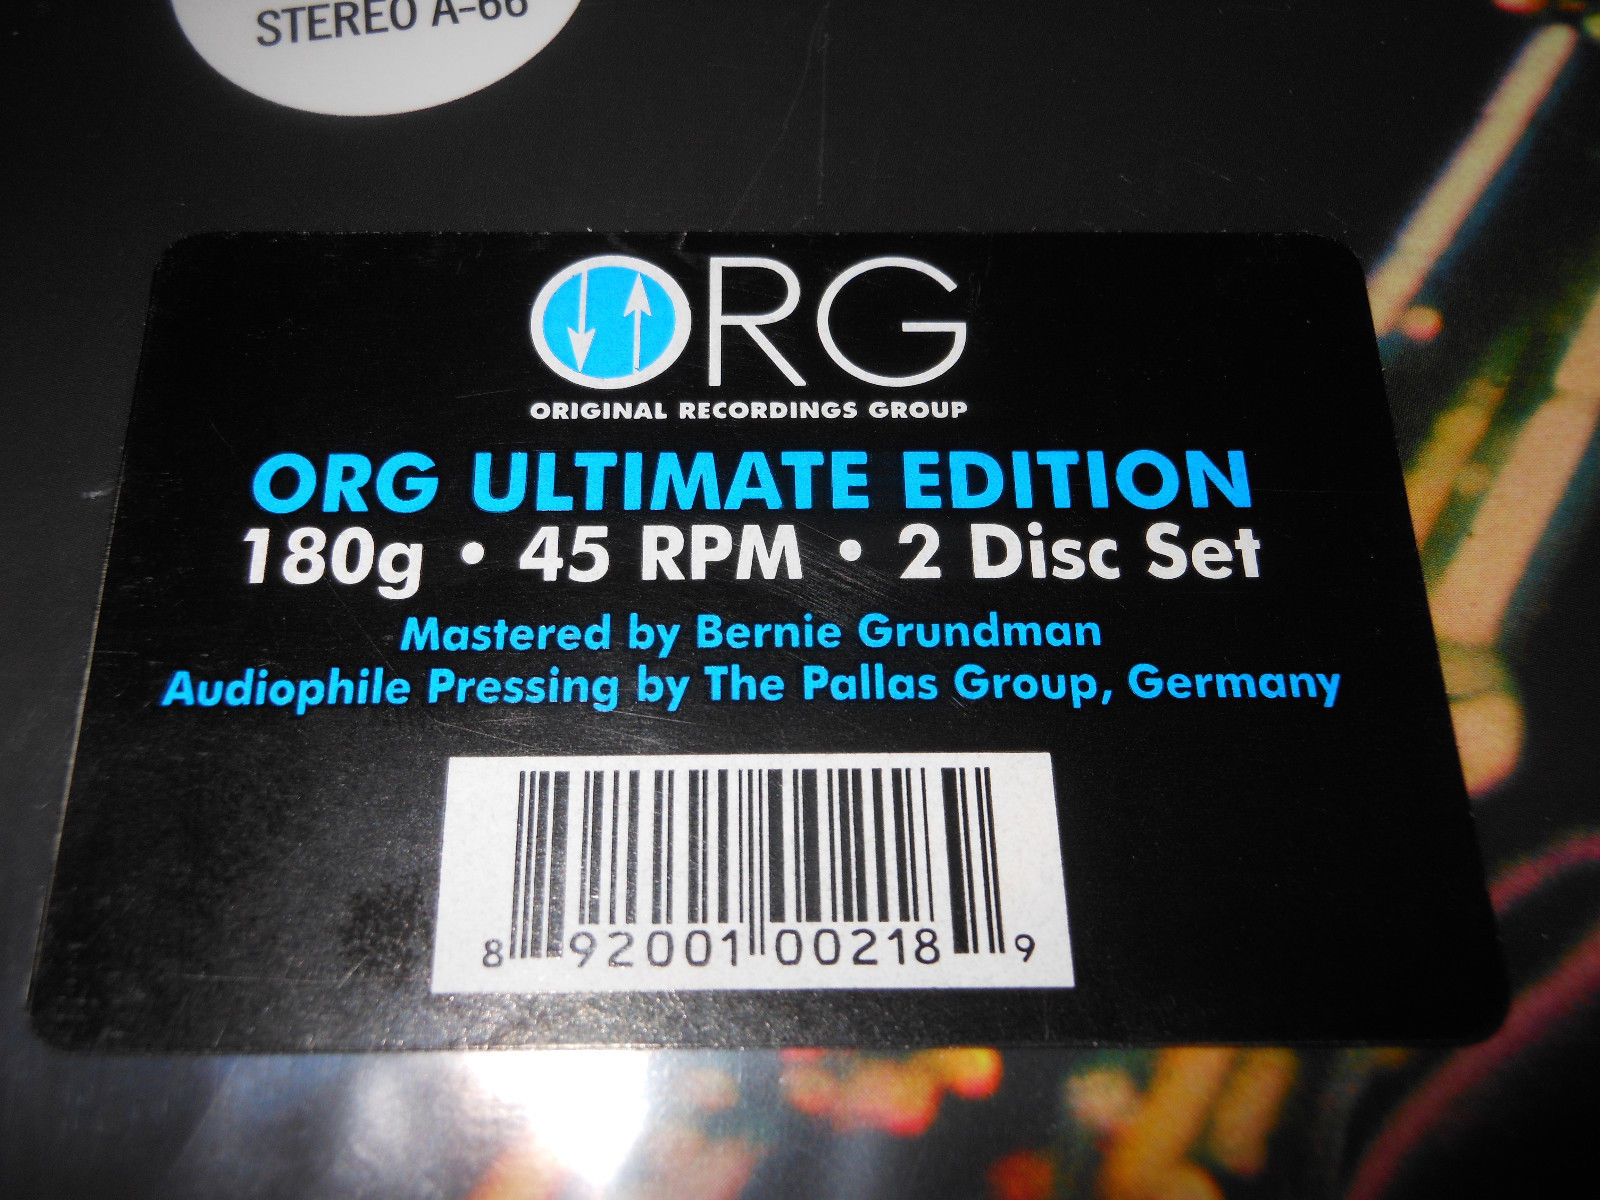 STEREO A-66
ORG
ORIGINAL RECORDINGS GROUP
ORG ULTIMATE EDITION
180g • 45 RPM • 2 Disc Set
Mastered by Bernie Grundman
Audiophile Pressing by The Pallas Group, Germany
8 92001 00218 9